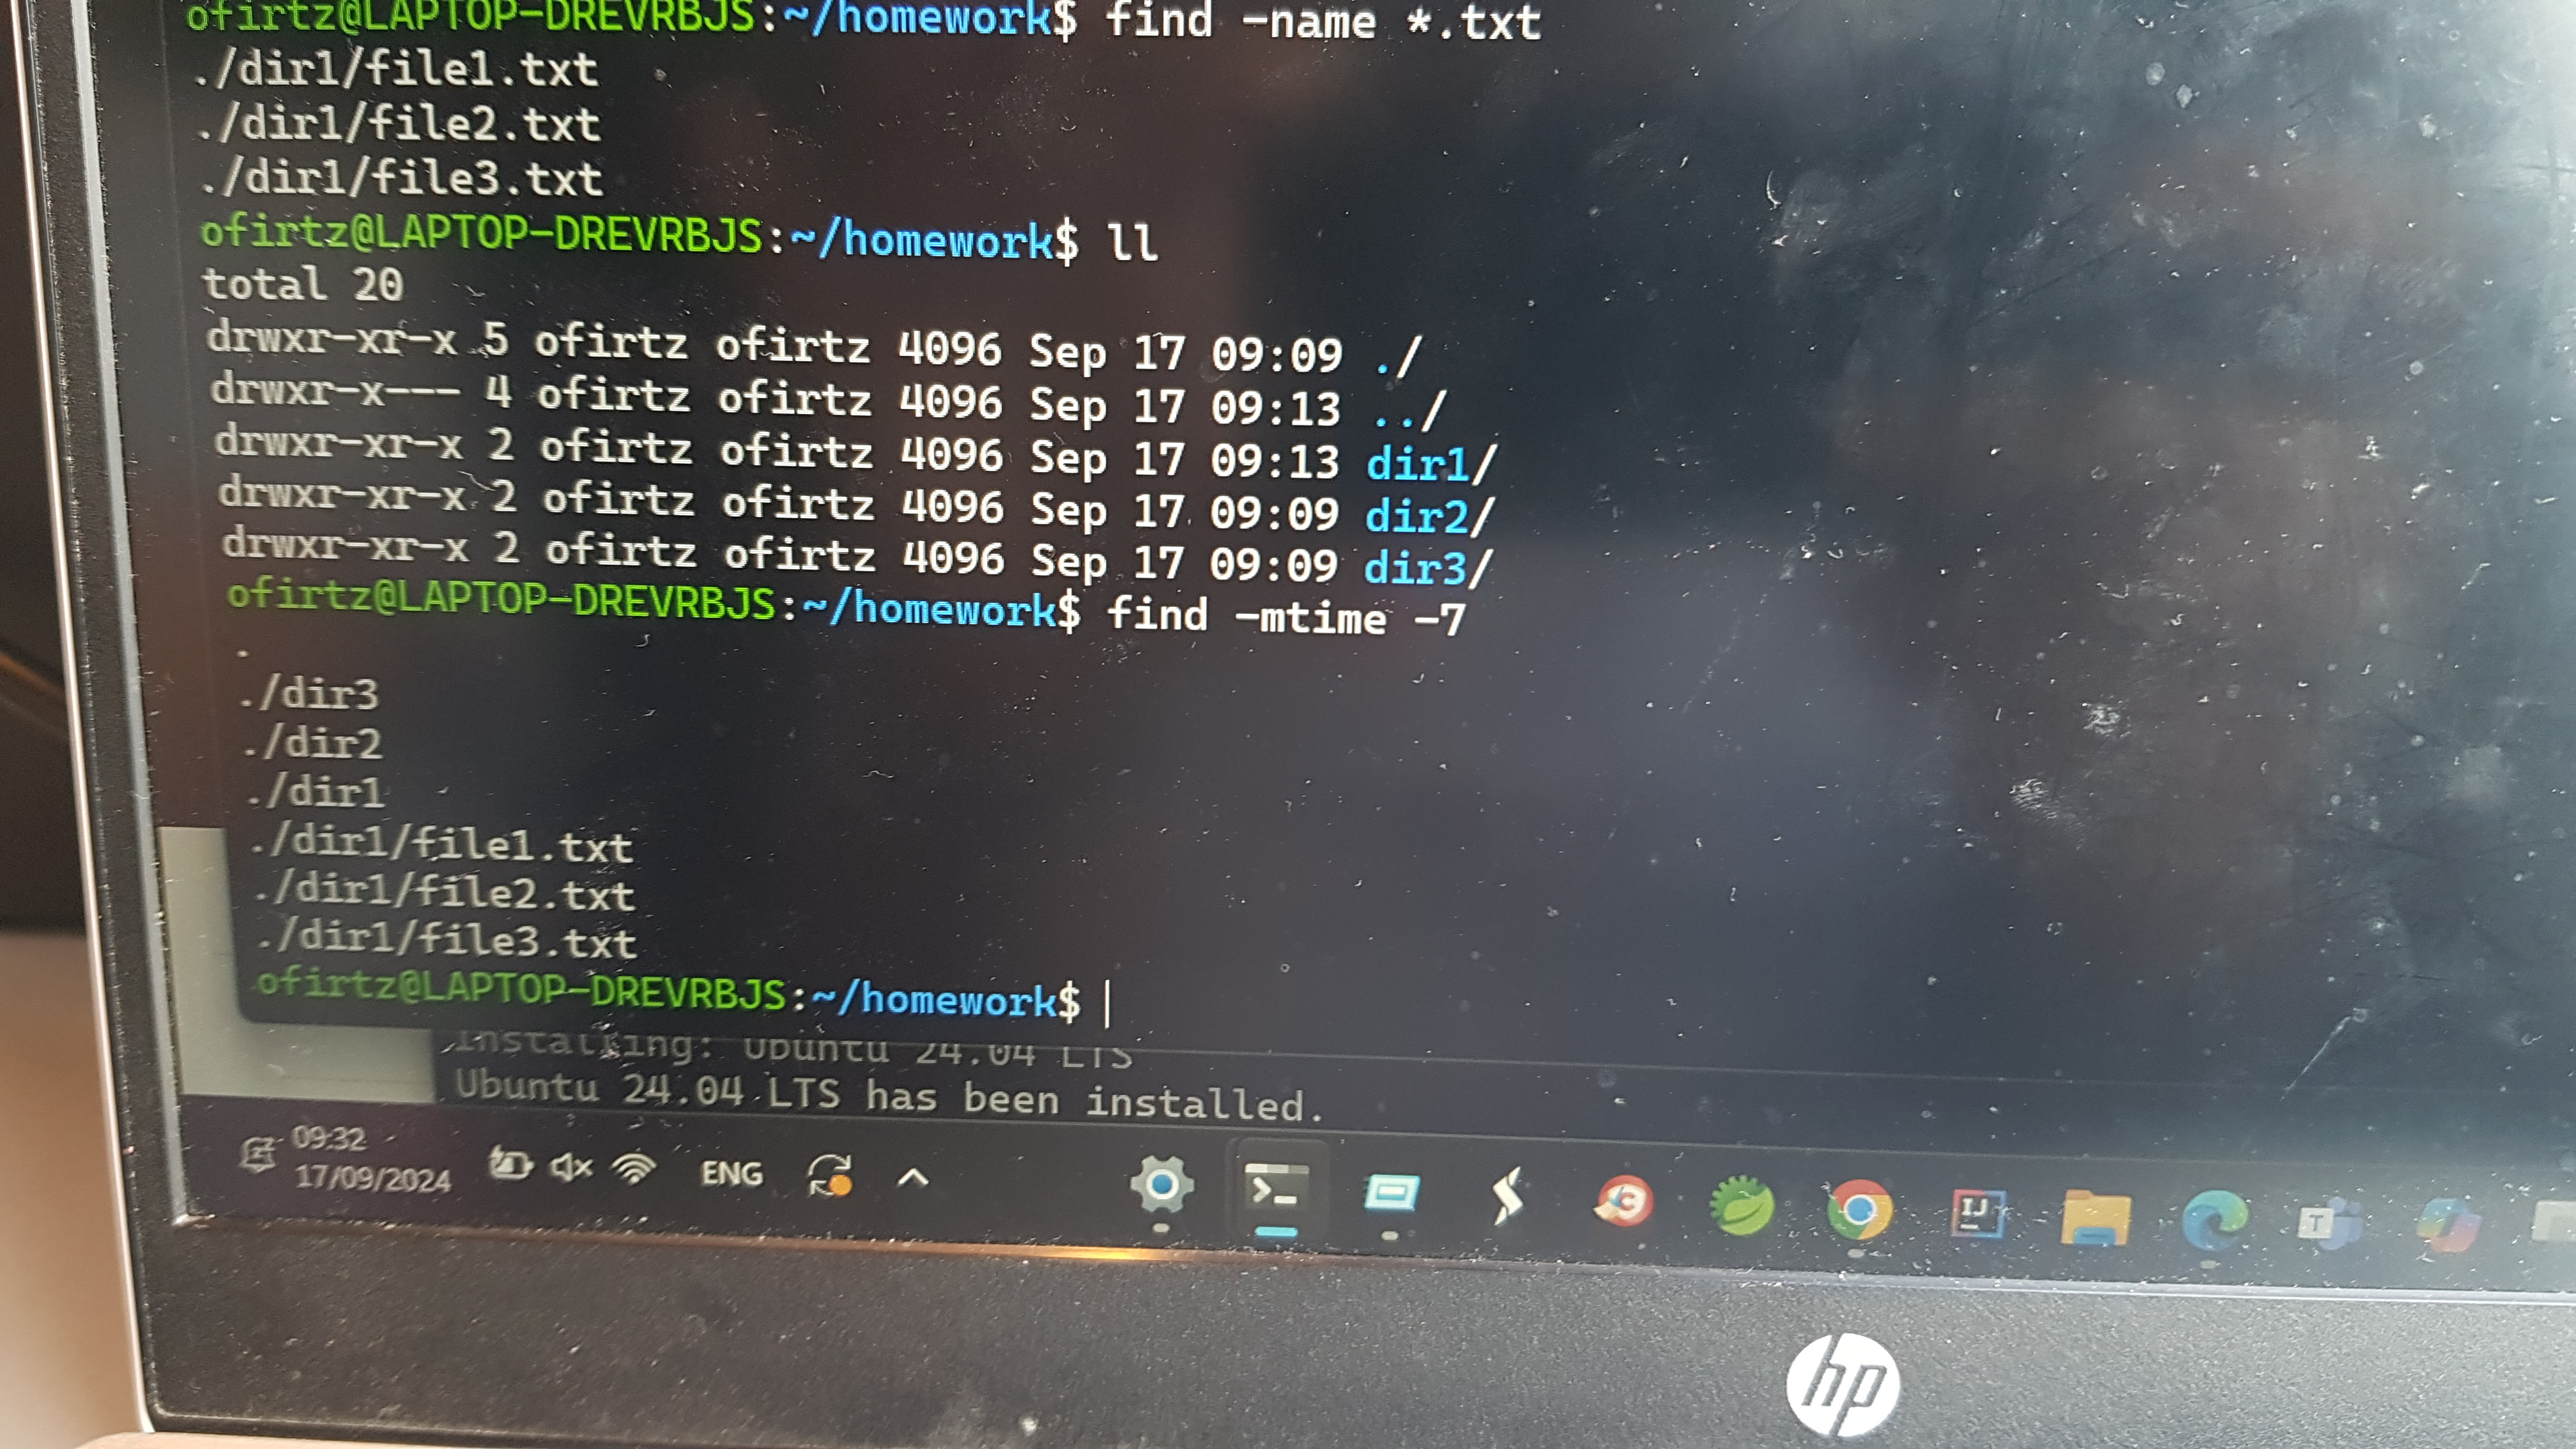 ofirtz@LAPTOP-DREVRBJS:~/homework$ find -name *.txt
./dir1/file1.txt
./dir1/file2.txt
./dir1/file3.txt
ofirtz@LAPTOP-DREVRBJS:~/homework$ ll
total 20
drwxr-xr-x 5 ofirtz ofirtz 4096 Sep 17 09:09 ./
drwxr-x--- 4 ofirtz ofirtz 4096 Sep 17 09:13 ../
drwxr-xr-x 2 ofirtz ofirtz 4096 Sep 17 09:13 dir1/
drwxr-xr-x 2 ofirtz ofirtz 4096 Sep 17 09:09 dir2/
drwxr-xr-x 2 ofirtz ofirtz 4096 Sep 17 09:09 dir3/
ofirtz@LAPTOP-DREVRBJS:~/homework$ find -mtime -7
.
./dir3
./dir2
./dir1
./dir1/file1.txt
./dir1/file2.txt
./dir1/file3.txt
ofirtz@LAPTOP-DREVRBJS:~/homework$
Installing: Ubuntu 24.04 LTS
Ubuntu 24.04 LTS has been installed.
09:32
17/09/2024
ENG
IJ
T
hp